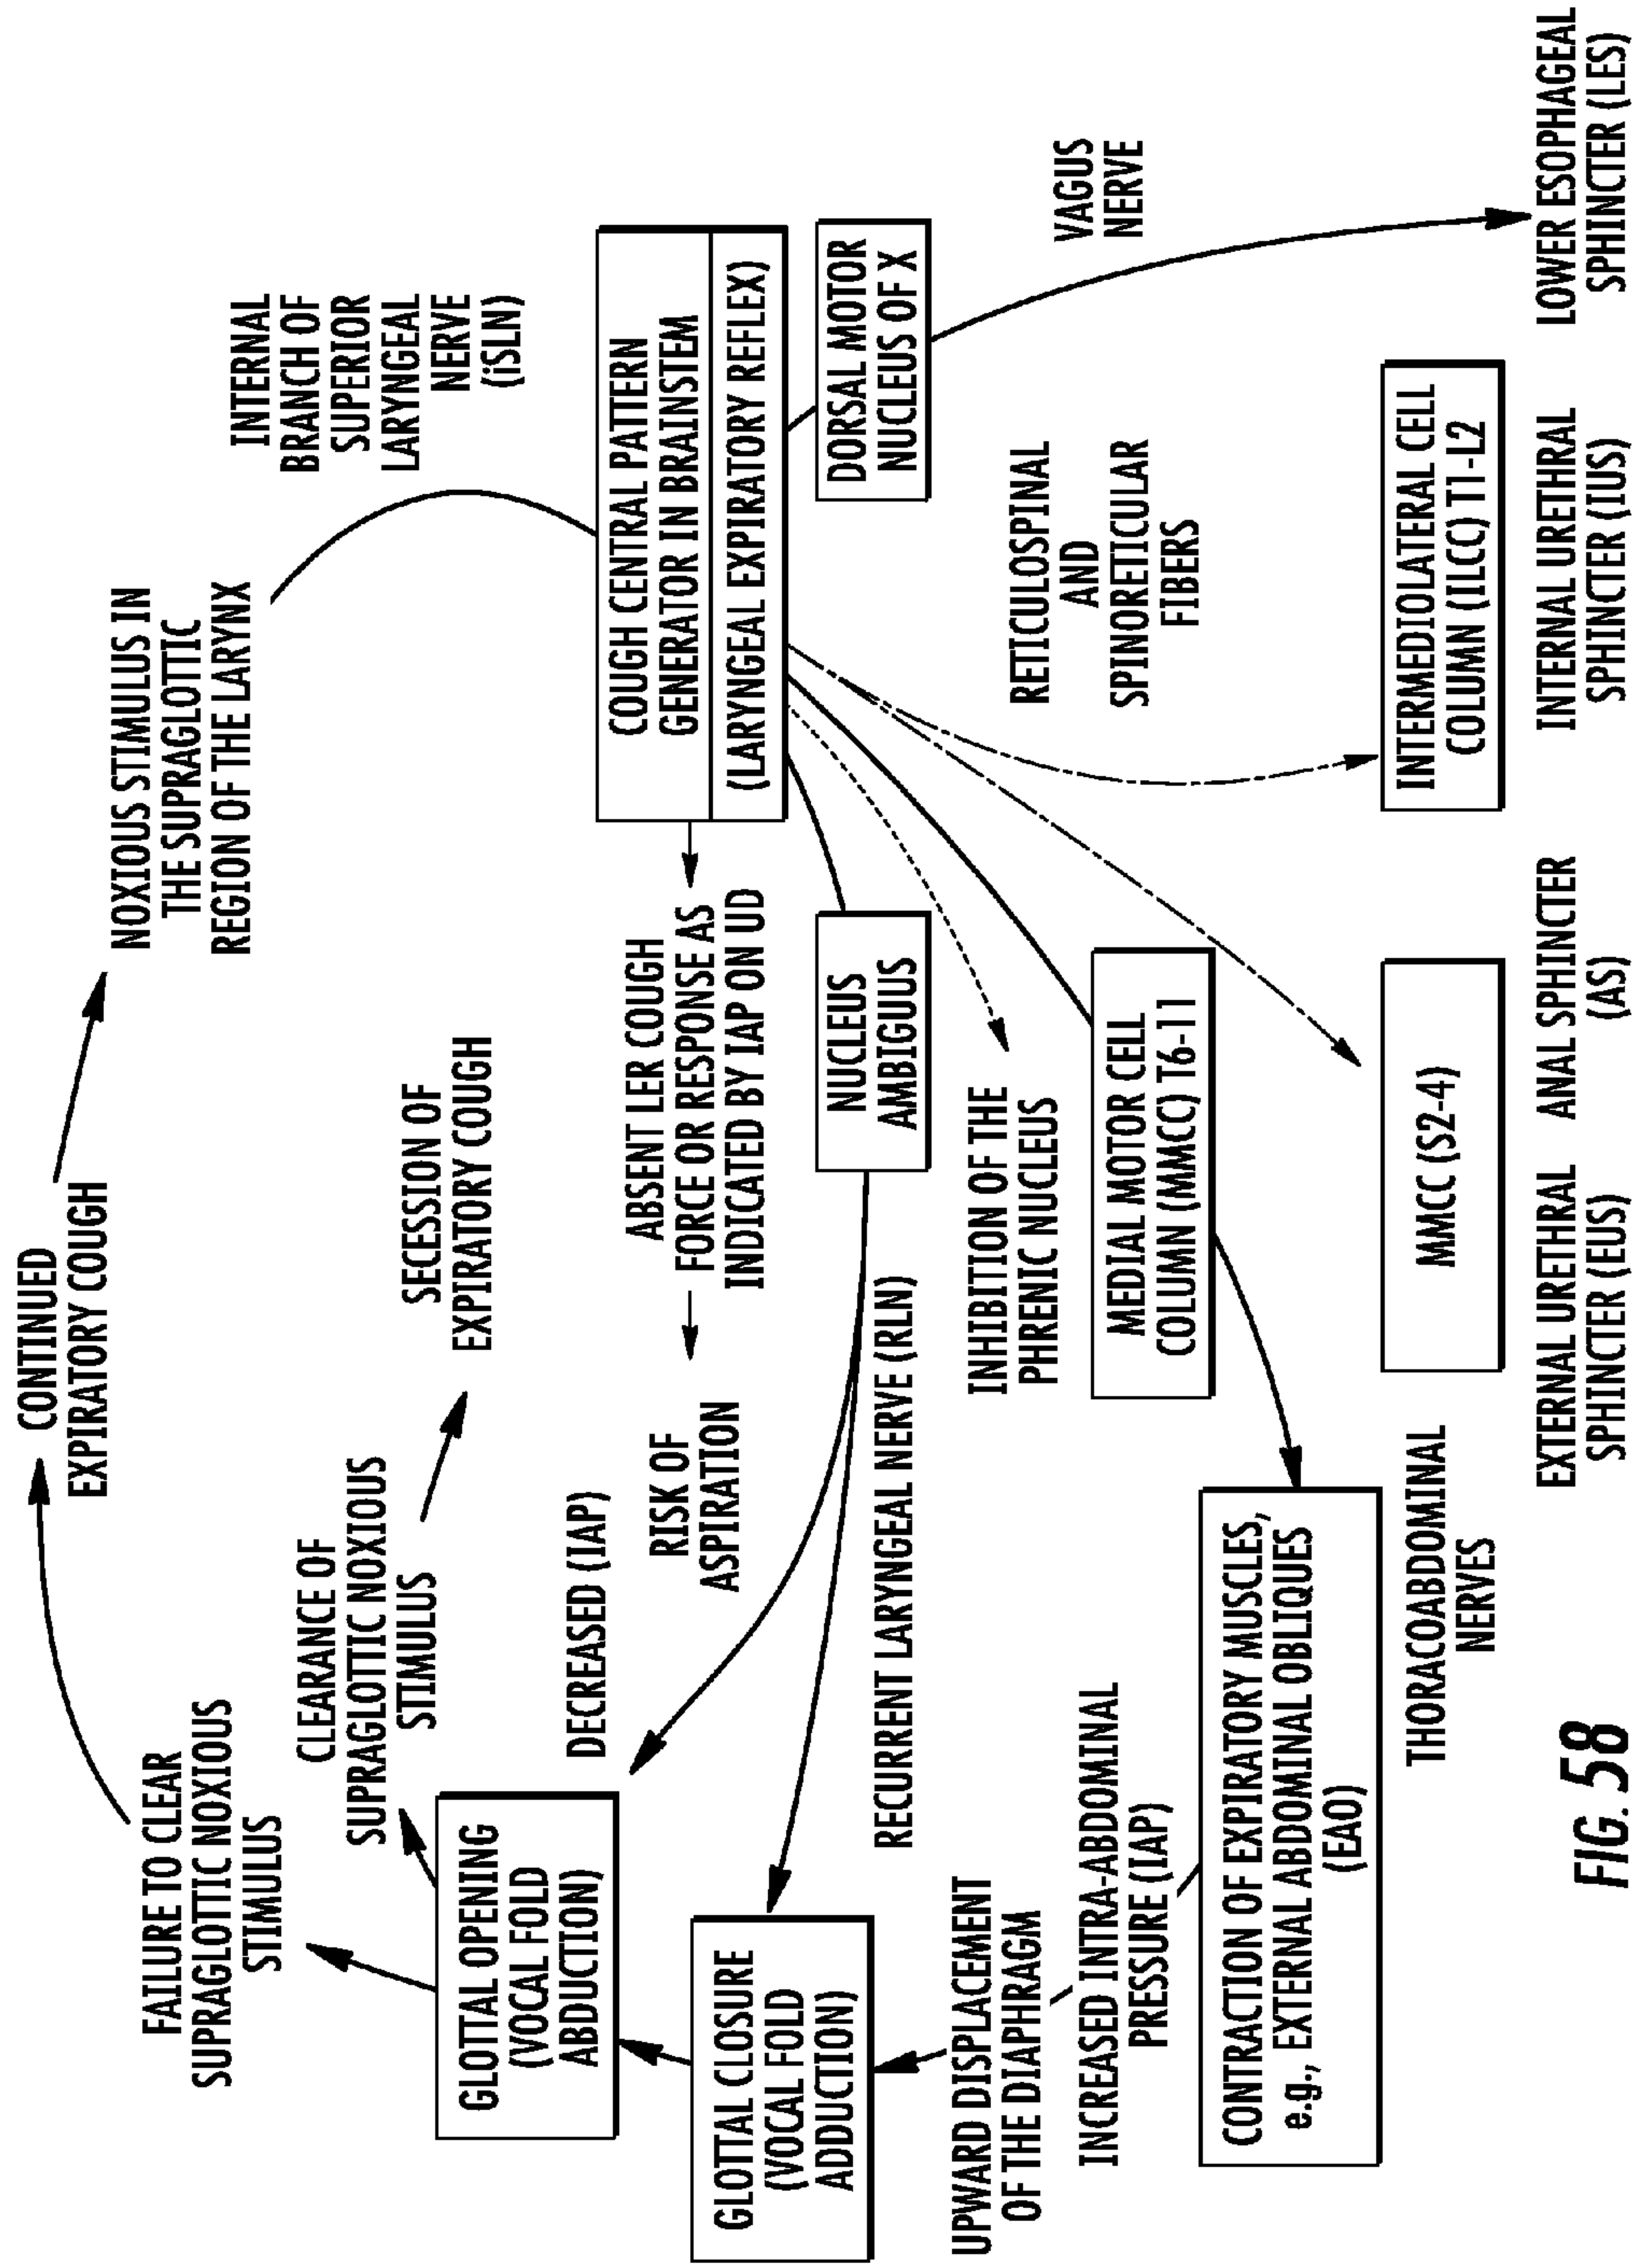 CONTINUED
EXPIRATORY COUGH
FAILURE TO CLEAR
SUPRAGLOTTIC NOXIOUS
STIMULUS
NOXIOUS STIMULUS IN
THE SUPRAGLOTTIC
REGION OF THE LARYNX
INTERNAL
BRANCH OF
SUPERIOR
LARYNGEAL
NERVE
(iSLN)
CLEARANCE OF
SUPRAGLOTTIC NOXIOUS
STIMULUS
SECESSION OF
EXPIRATORY COUGH
GLOTTAL OPENING
(VOCAL FOLD
ABDUCTION)
DECREASED (IAP)
RISK OF
ASPIRATION
ABSENT LER COUGH
FORCE OR RESPONSE AS
INDICATED BY IAP ON UD
COUGH CENTRAL PATTERN
GENERATOR IN BRAINSTEM
(LARYNGEAL EXPIRATORY REFLEX)
GLOTTAL CLOSURE
(VOCAL FOLD
ADDUCTION)
RECURRENT LARYNGEAL NERVE (RLN)
NUCLEUS
AMBIGUUS
DORSAL MOTOR
NUCLEUS OF X
UPWARD DISPLACEMENT
OF THE DIAPHRAGM
INHIBITION OF THE
PHRENIC NUCLEUS
RETICULOSPINAL
AND
SPINORETICULAR
FIBERS
VAGUS
NERVE
INCREASED INTRA-ABDOMINAL
PRESSURE (IAP)
MEDIAL MOTOR CELL
COLUMN (MMCC) T6-11
CONTRACTION OF EXPIRATORY MUSCLES,
e.g., EXTERNAL ABDOMINAL OBLIQUES
(EAO)
THORACOABDOMINAL
NERVES
MMCC (S2-4)
INTERMEDIOLATERAL CELL
COLUMN (ILCC) T1-L2
EXTERNAL URETHRAL
SPHINCTER (EUS)
ANAL SPHINCTER
(AS)
INTERNAL URETHRAL
SPHINCTER (IUS)
LOWER ESOPHAGEAL
SPHINCTER (LES)
FIG. 58